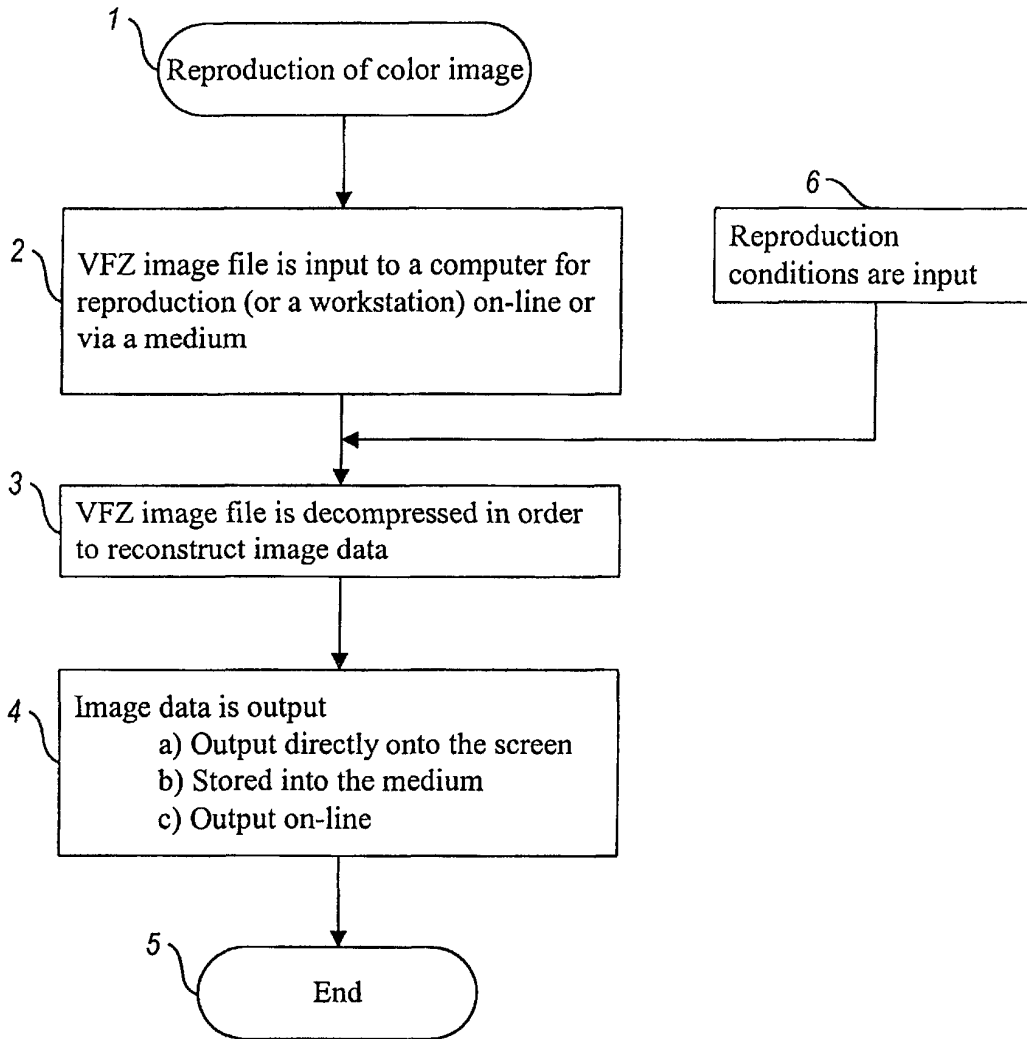 1
Reproduction of color image
2
VFZ image file is input to a computer for
reproduction (or a workstation) on-line or
via a medium
6
Reproduction
conditions are input
3
VFZ image file is decompressed in order
to reconstruct image data
4
Image data is output
a) Output directly onto the screen
b) Stored into the medium
c) Output on-line
5
End